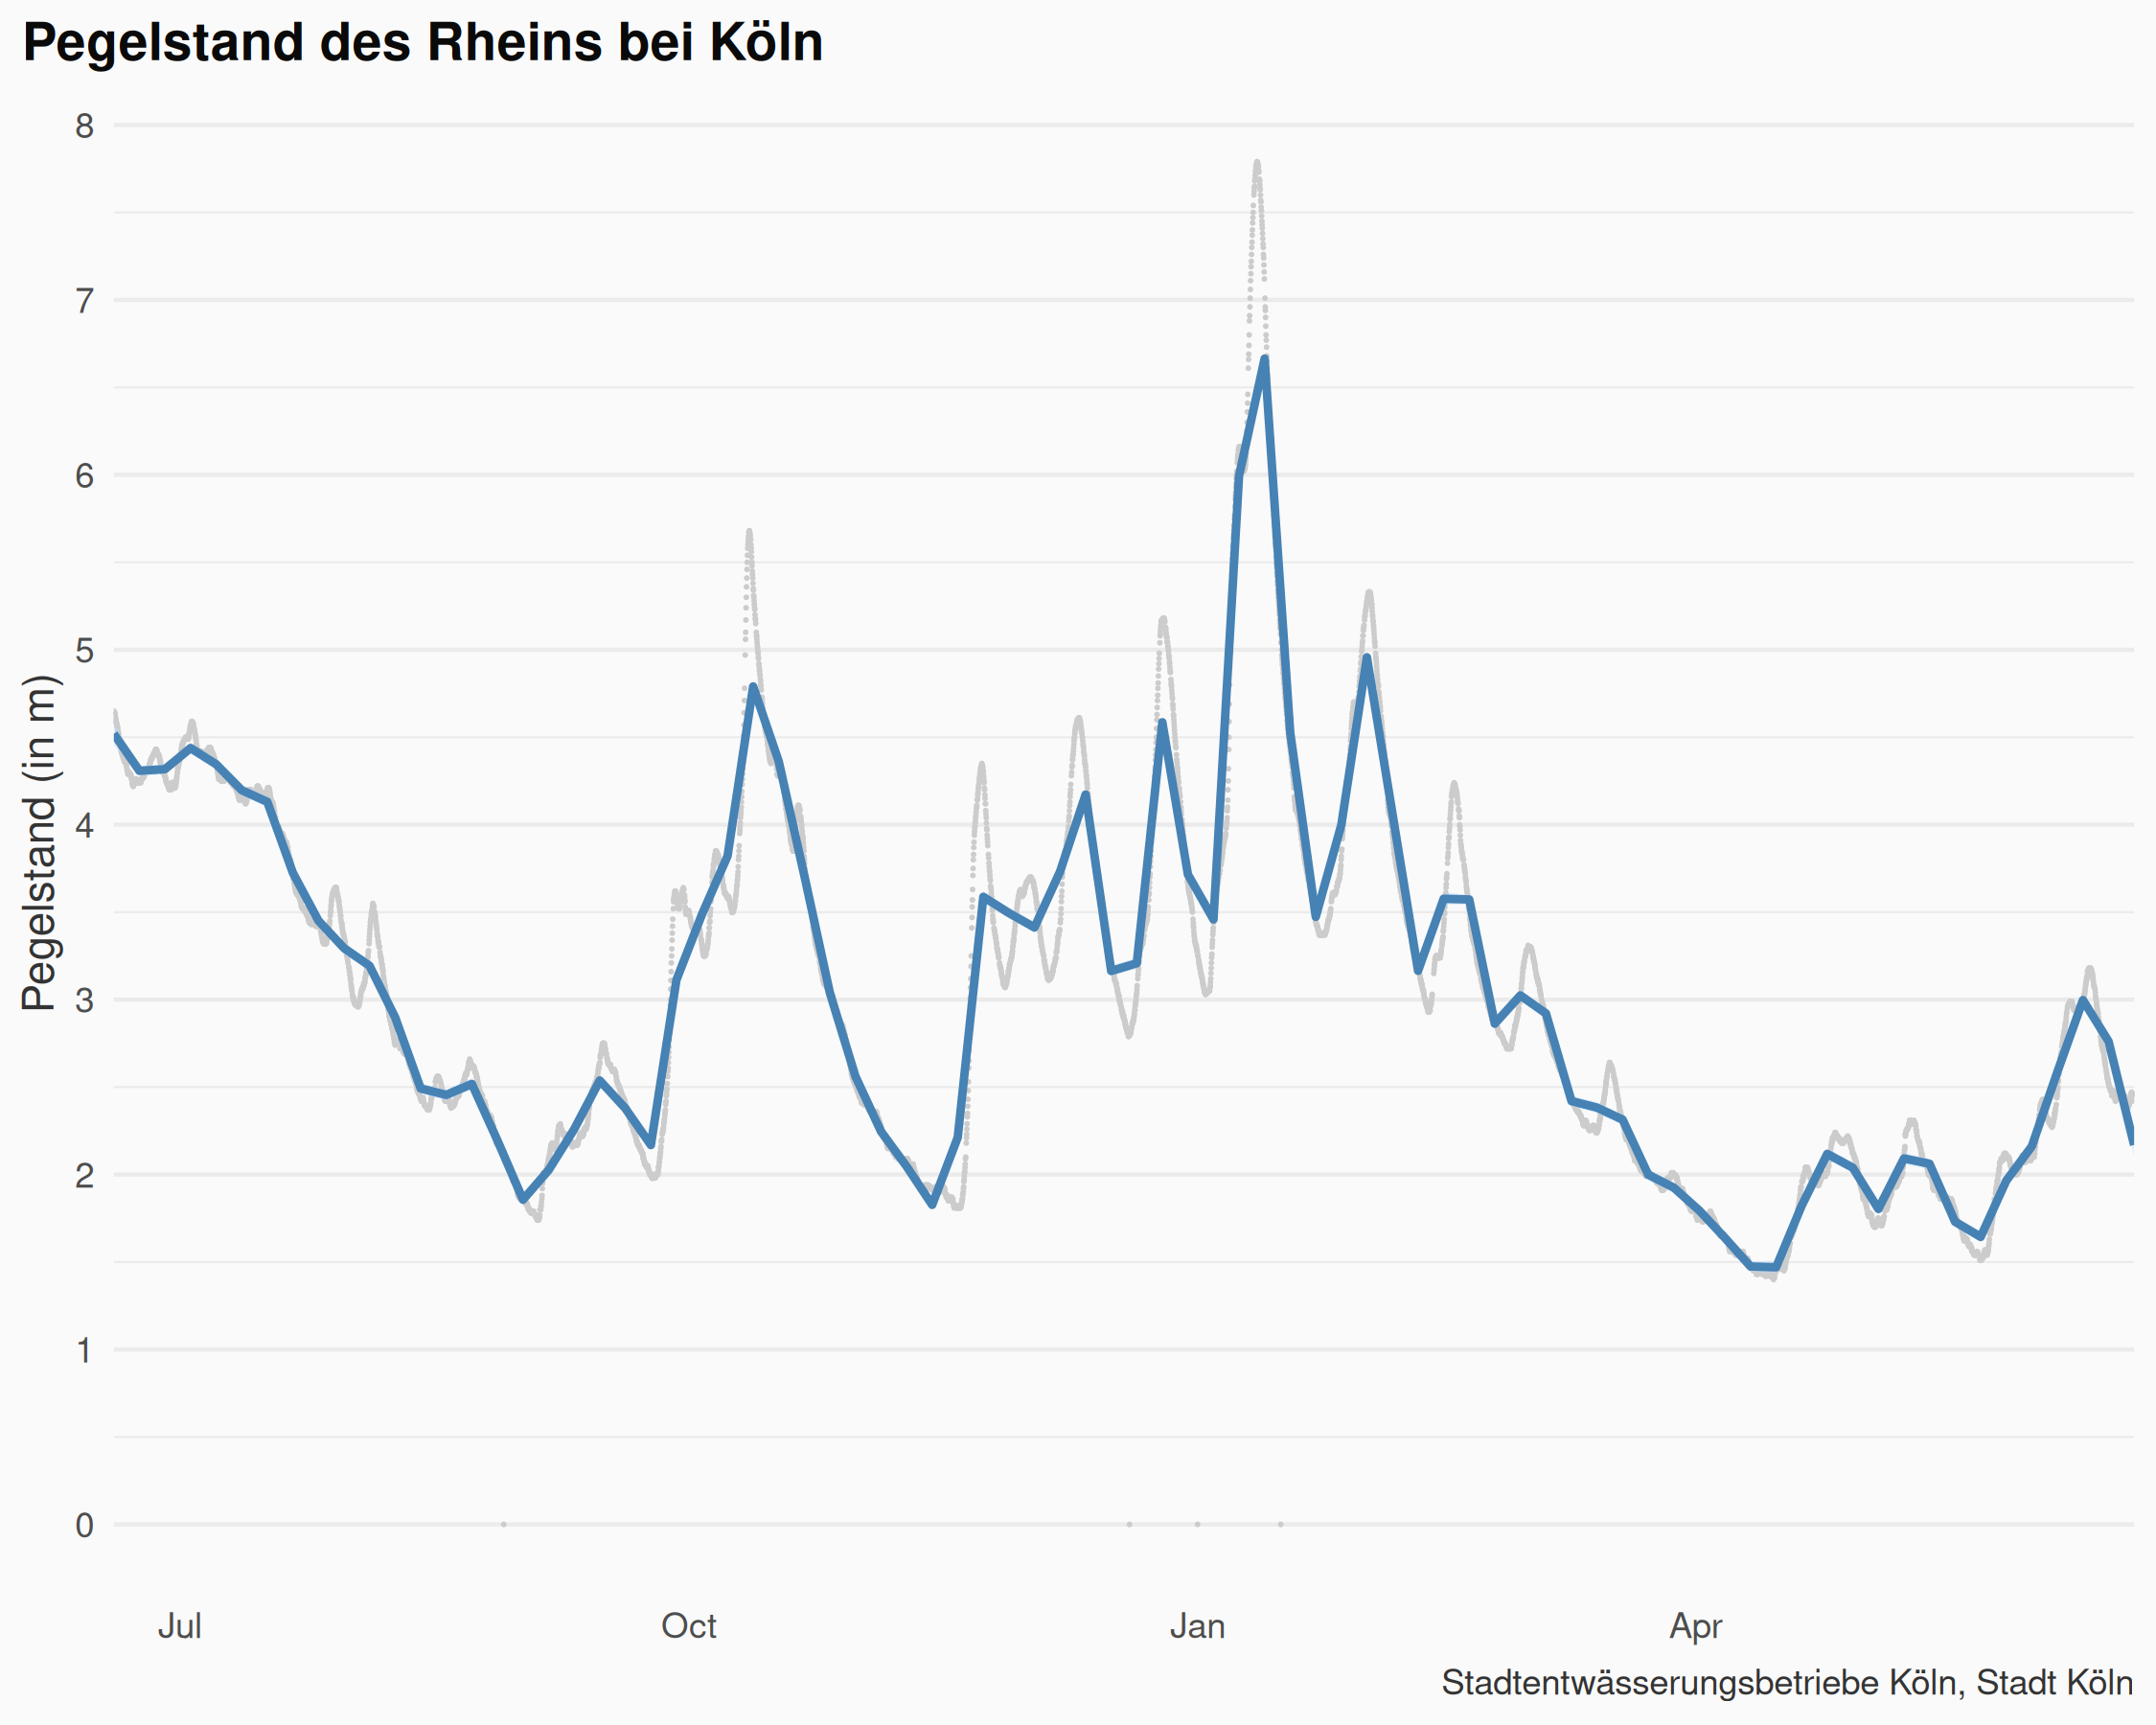 Pegelstand des Rheins bei Köln
Pegelstand (in m)
8
7
6
5
4
3
2
1
0
Jul Oct Jan Apr
Stadtentwässerungsbetriebe Köln, Stadt Köln